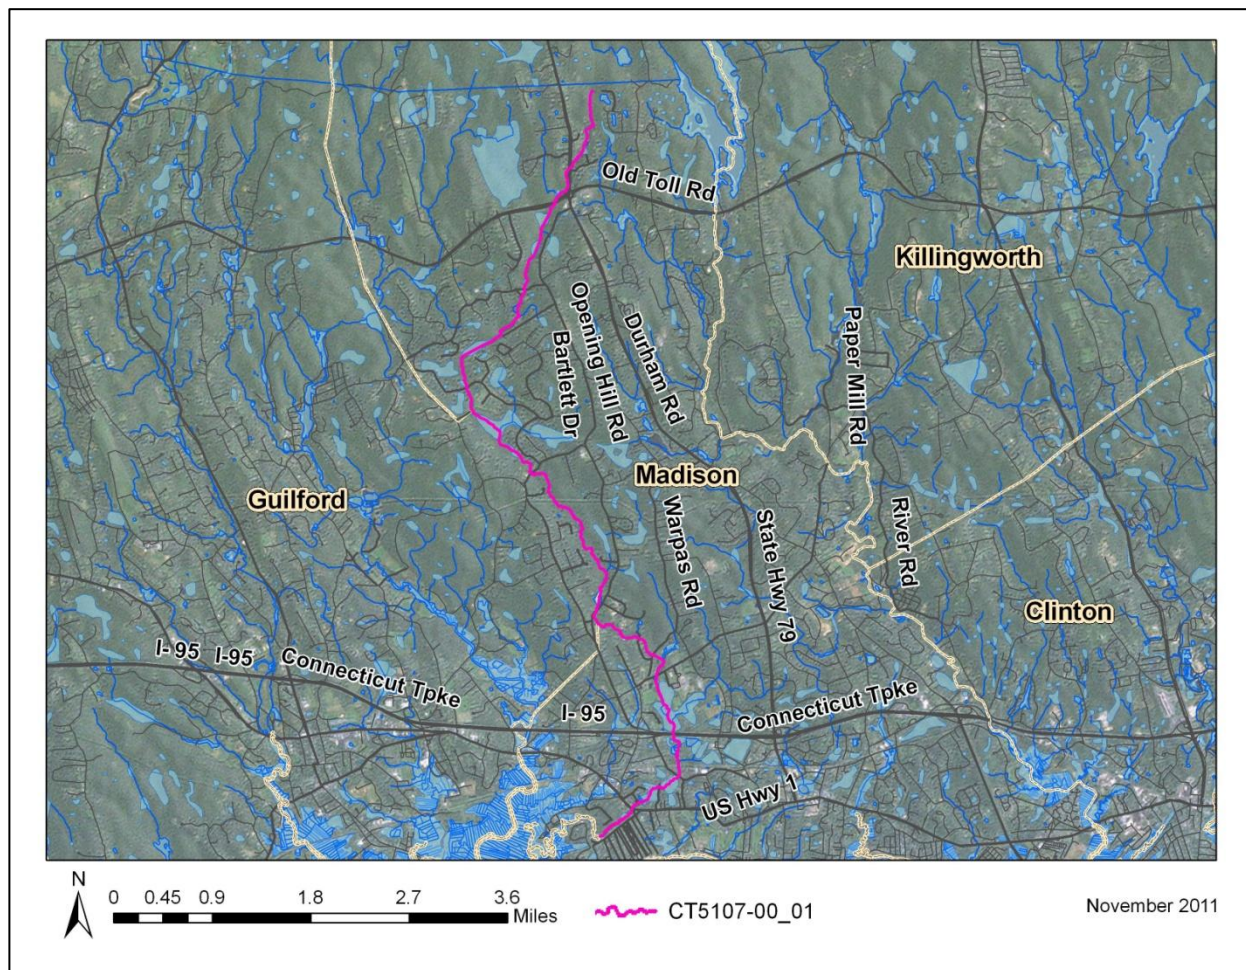 Old Toll Rd
Killingworth
Opening Hill Rd
Durham Rd
Paper Mill Rd
Bartlett Dr
Madison
Guilford
Warpas Rd
State Hwy 79
River Rd
Clinton
I- 95
I-95
Connecticut Tpke
I- 95
Connecticut Tpke
US Hwy 1
N
0 0.45 0.9 1.8 2.7 3.6
Miles
CT5107-00_01
November 2011